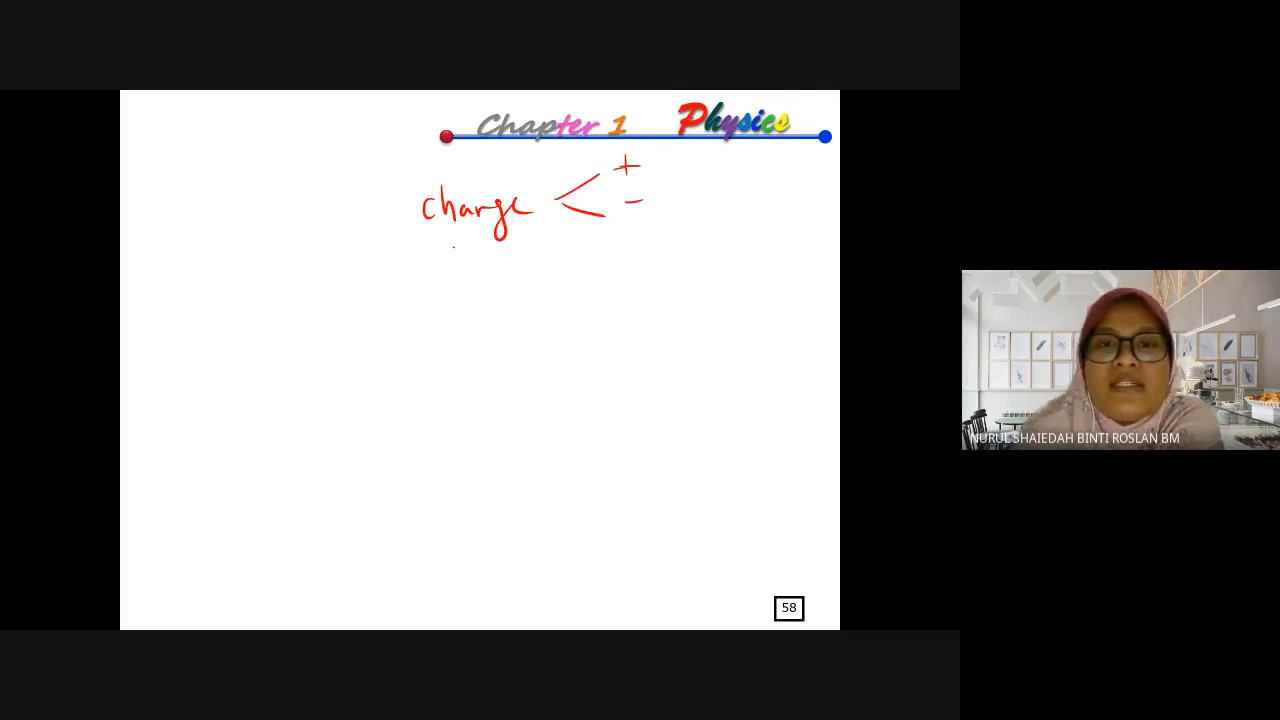 Chapter 1 Physics
charge < +
-
58
NURUL SHAIEDAH BINTI ROSLAN BM